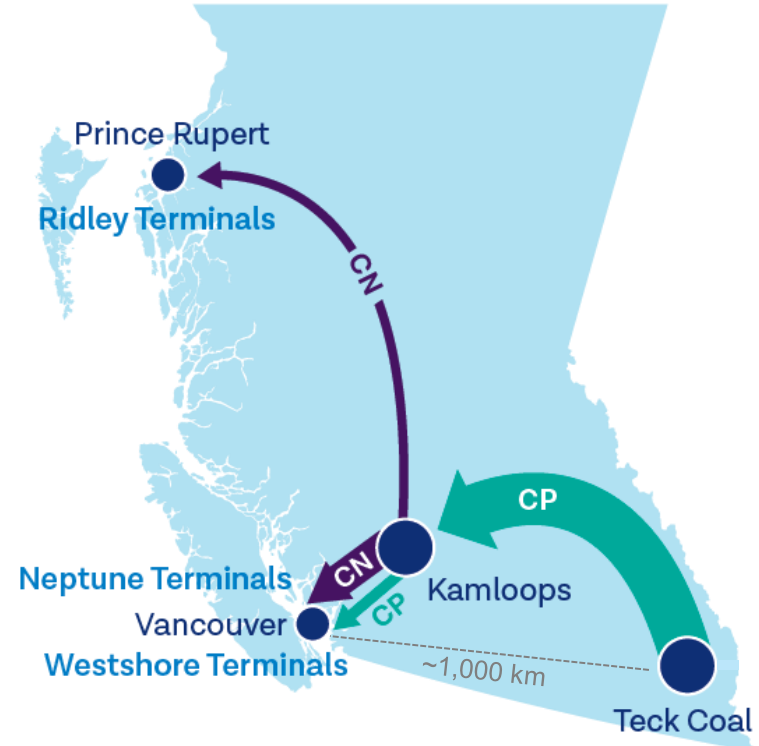 Prince Rupert
Ridley Terminals
CN
CP
Neptune Terminals
CN
Kamloops
CP
Vancouver
Westshore Terminals
~1,000 km
Teck Coal